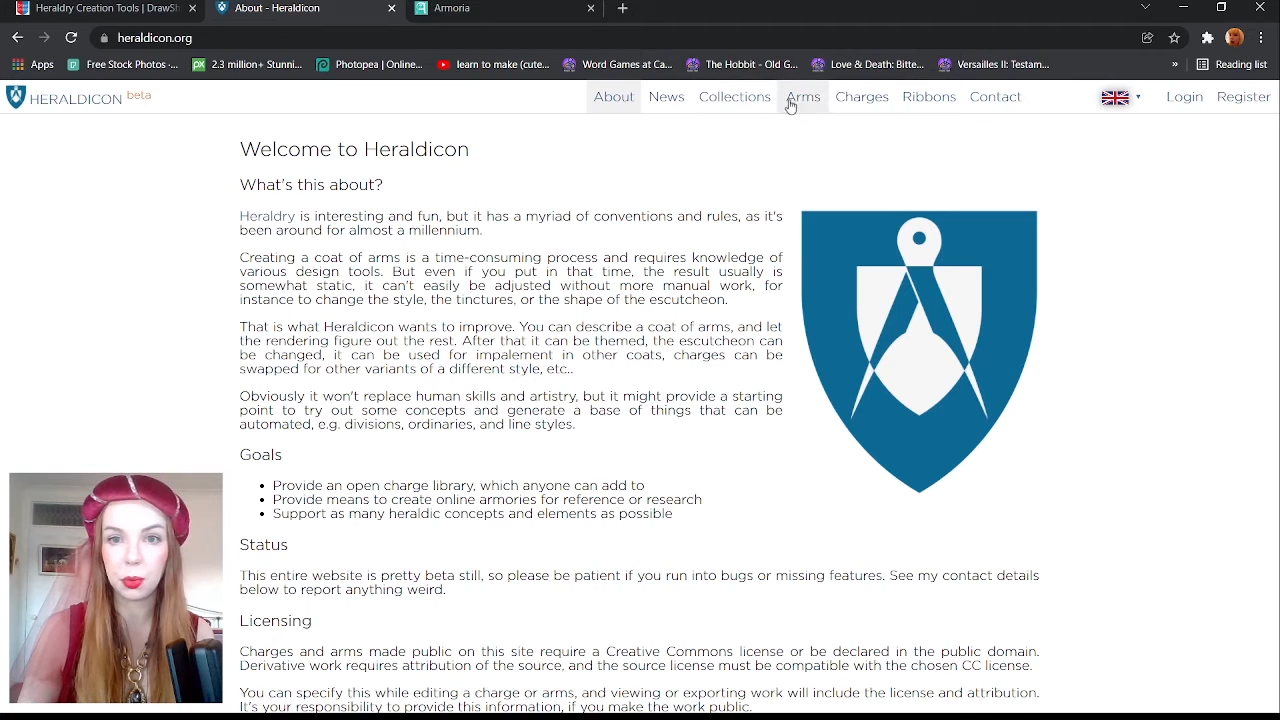 Heraldry Creation Tools | DrawSh
About - Heraldicon
Armoria
heraldicon.org
Apps
Free Stock Photos -...
2.3 million+ Stunni...
Photopea | Online...
learn to make (cute...
Word Games at Ca...
The Hobbit - Old G...
Love & Death: Bitte...
Versailles II: Testam...
»
Reading list
HERALDICON beta
About
News
Collections
Arms
Charges
Ribbons
Contact
Login
Register
Welcome to Heraldicon
What's this about?
Heraldry is interesting and fun, but it has a myriad of conventions and rules, as it's
been around for almost a millennium.
Creating a coat of arms is a time-consuming process and requires knowledge of
various design tools. But even if you put in that time, the result usually is
somewhat static, it can't easily be adjusted without more manual work, for
instance to change the style, the tinctures, or the shape of the escutcheon.
That is what Heraldicon wants to improve. You can describe a coat of arms, and let
the rendering figure out the rest. After that it can be themed, the escutcheon can
be changed, it can be used for impalement in other coats, charges can be
swapped for other variants of a different style, etc..
Obviously it won't replace human skills and artistry, but it might provide a starting
point to try out some concepts and generate a base of things that can be
automated, e.g. divisions, ordinaries, and line styles.
Goals
• Provide an open charge library, which anyone can add to
• Provide means to create online armories for reference or research
• Support as many heraldic concepts and elements as possible
Status
This entire website is pretty beta still, so please be patient if you run into bugs or missing features. See my contact details
below to report anything weird.
Licensing
Charges and arms made public on this site require a Creative Commons license or be declared in the public domain.
Derivative work requires attribution of the source, and the source license must be compatible with the chosen CC license.
You can specify this while editing a charge or arms, and viewing or exporting work will include the license and attribution.
It's your responsibility to provide this information, if you make the work public.